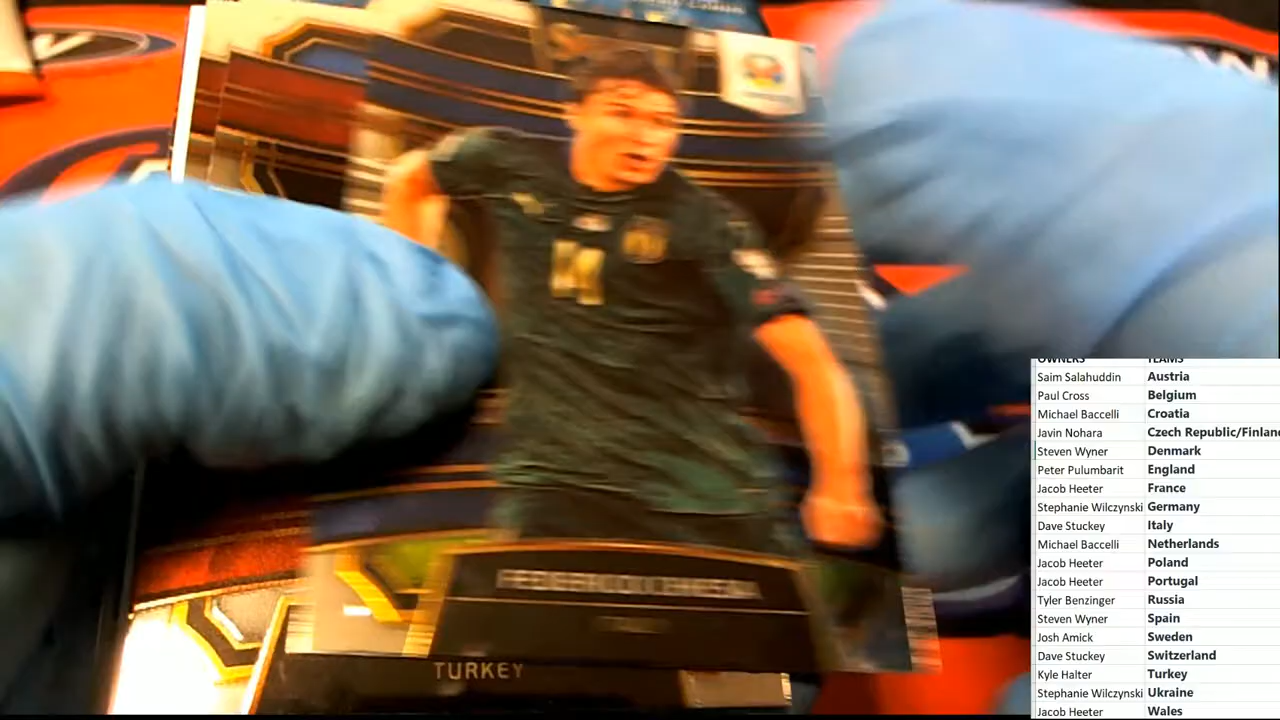 FEDERICO CHIESA
TURKEY
OWNERS TEAMS
Saim Salahuddin Austria
Paul Cross Belgium
Michael Baccelli Croatia
Javin Nohara Czech Republic/Finland
Steven Wyner Denmark
Peter Pulumbarit England
Jacob Heeter France
Stephanie Wilczynski Germany
Dave Stuckey Italy
Michael Baccelli Netherlands
Jacob Heeter Poland
Jacob Heeter Portugal
Tyler Benzinger Russia
Steven Wyner Spain
Josh Amick Sweden
Dave Stuckey Switzerland
Kyle Halter Turkey
Stephanie Wilczynski Ukraine
Jacob Heeter Wales